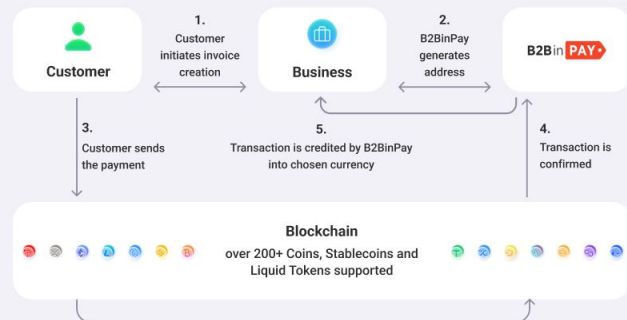 1.
Customer
initiates invoice
creation
2.
B2BinPay
generates
address
Customer
Business
B2BinPAY
3.
Customer sends
the payment
5.
Transaction is credited by B2BinPay
into chosen currency
4.
Transaction is
confirmed
Blockchain
over 200+ Coins, Stablecoins and
Liquid Tokens supported